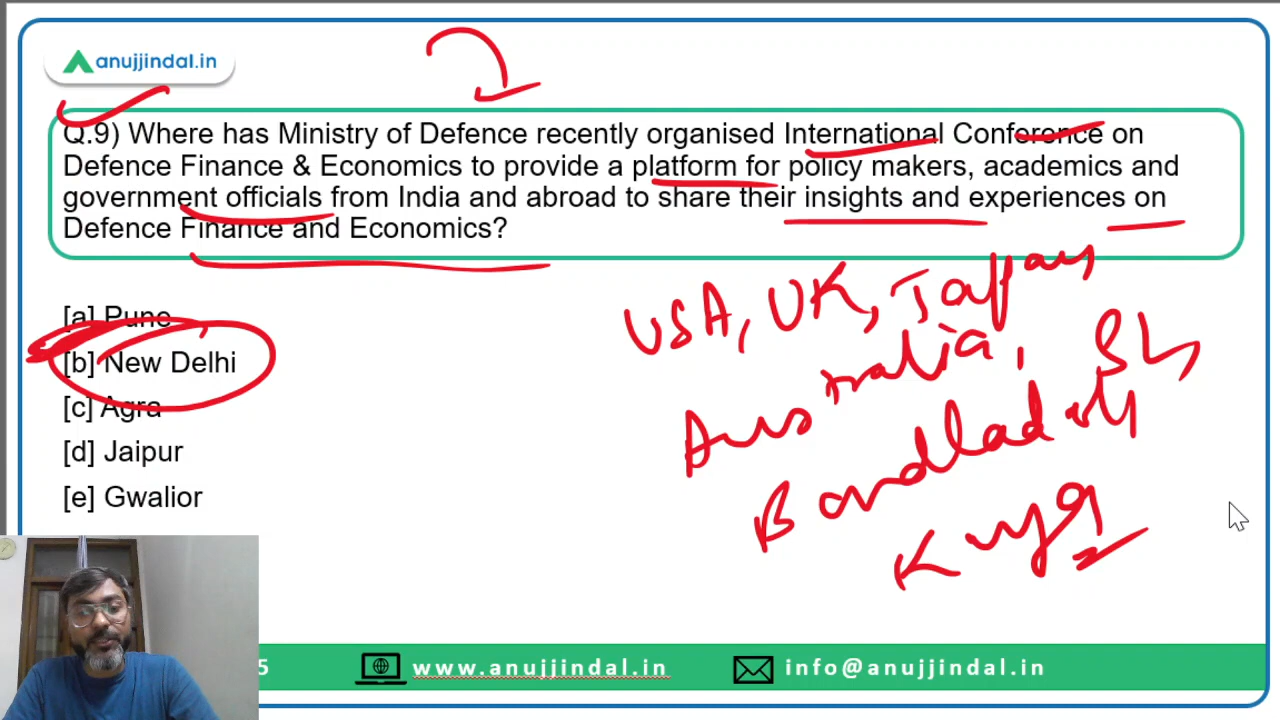 anujjindal.in
Q.9) Where has Ministry of Defence recently organised International Conference on
Defence Finance & Economics to provide a platform for policy makers, academics and
government officials from India and abroad to share their insights and experiences on
Defence Finance and Economics?
[a] Pune
[b] New Delhi
[c] Agra
[d] Jaipur
[e] Gwalior
USA, UK, Japan
Australia, SL,
5
www.anujjindal.in
info@anujjindal.in